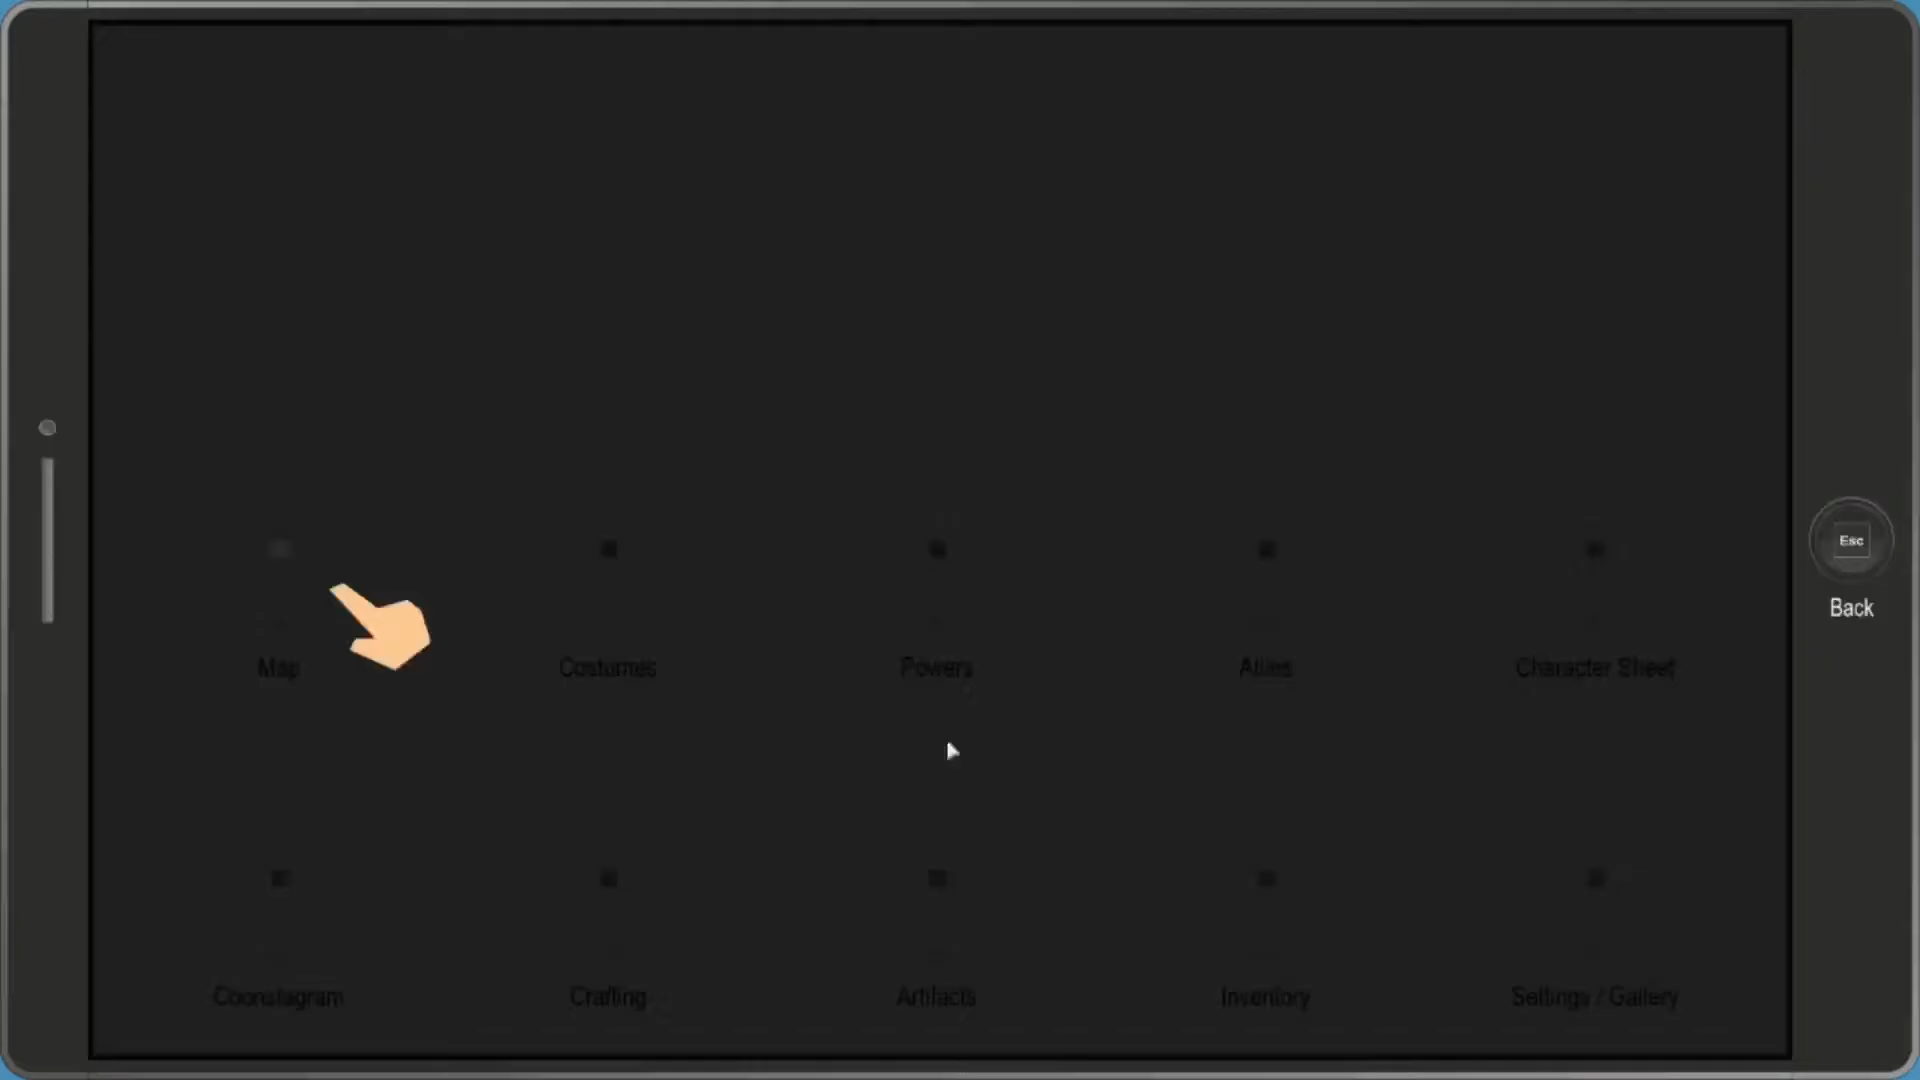 Esc
Back
Map
Costumes
Powers
Allies
Character Sheet
Coonstagram
Crafting
Artifacts
Inventory
Settings / Gallery